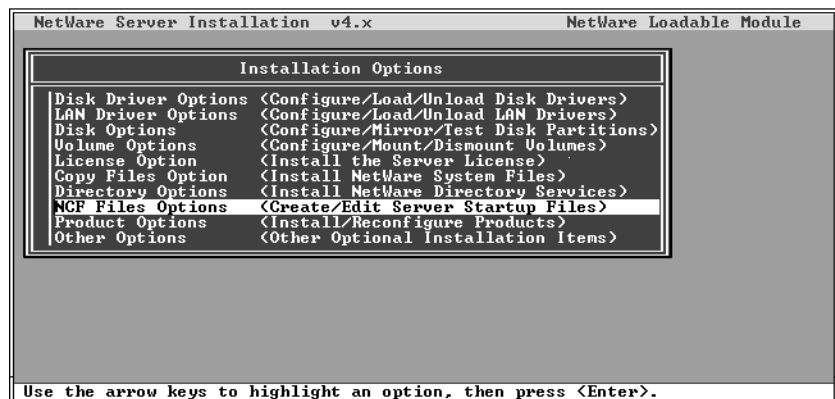 NetWare Server Installation v4.x NetWare Loadable Module
Installation Options
Disk Driver Options (Configure/Load/Unload Disk Drivers)
LAN Driver Options (Configure/Load/Unload LAN Drivers)
Disk Options (Configure/Mirror/Test Disk Partitions)
Volume Options (Configure/Mount/Dismount Volumes)
License Option (Install the Server License)
Copy Files Option (Install NetWare System Files)
Directory Options (Install NetWare Directory Services)
NCF Files Options (Create/Edit Server Startup Files)
Product Options (Install/Reconfigure Products)
Other Options (Other Optional Installation Items)
Use the arrow keys to highlight an option, then press <Enter>.